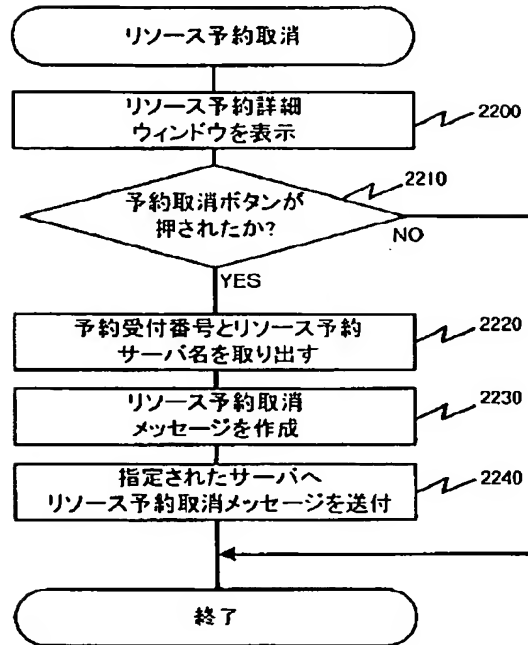 リソース予約取消
リソース予約詳細
ウィンドウを表示
2200
予約取消ボタンが
押されたか?
2210
NO
YES
予約受付番号とリソース予約
サーバ名を取り出す
2220
リソース予約取消
メッセージを作成
2230
指定されたサーバへ
リソース予約取消メッセージを送付
2240
終了